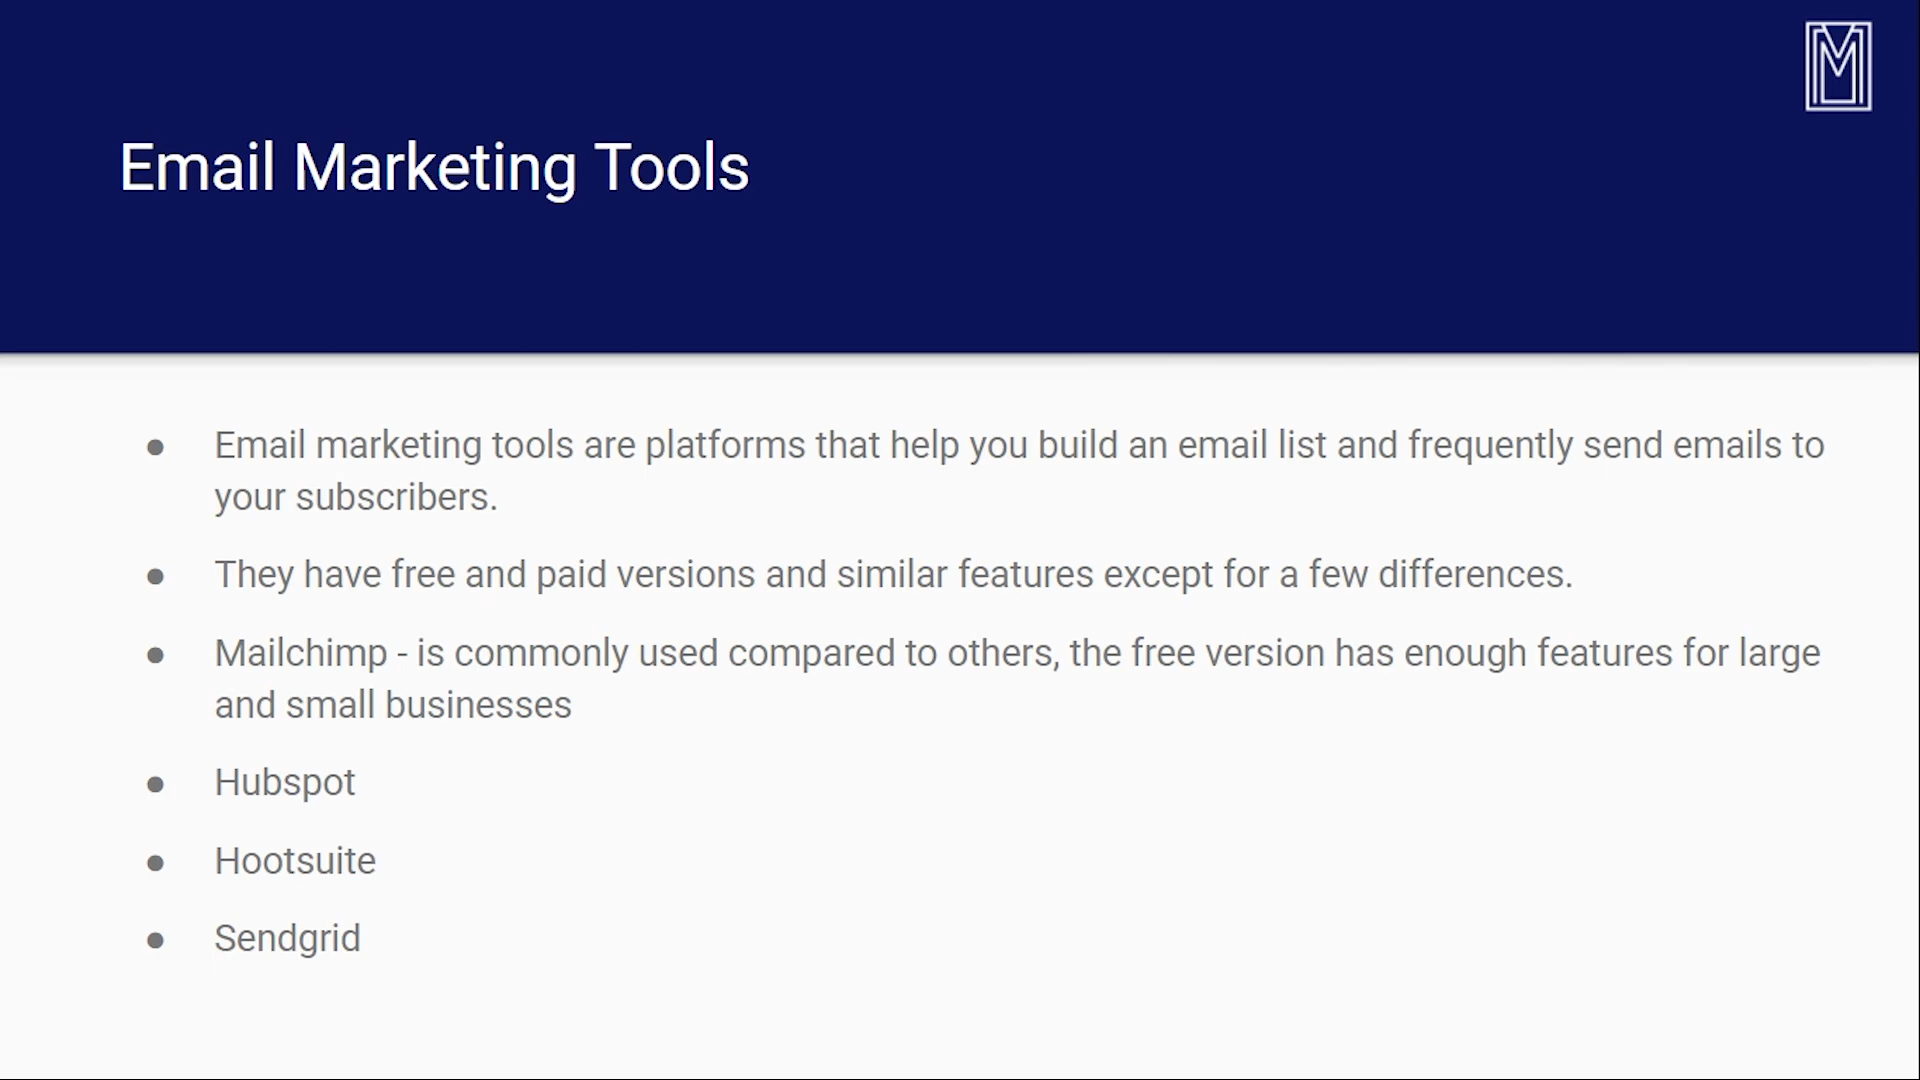 Email Marketing Tools
● Email marketing tools are platforms that help you build an email list and frequently send emails to
your subscribers.
● They have free and paid versions and similar features except for a few differences.
● Mailchimp - is commonly used compared to others, the free version has enough features for large
and small businesses
● Hubspot
● Hootsuite
● Sendgrid